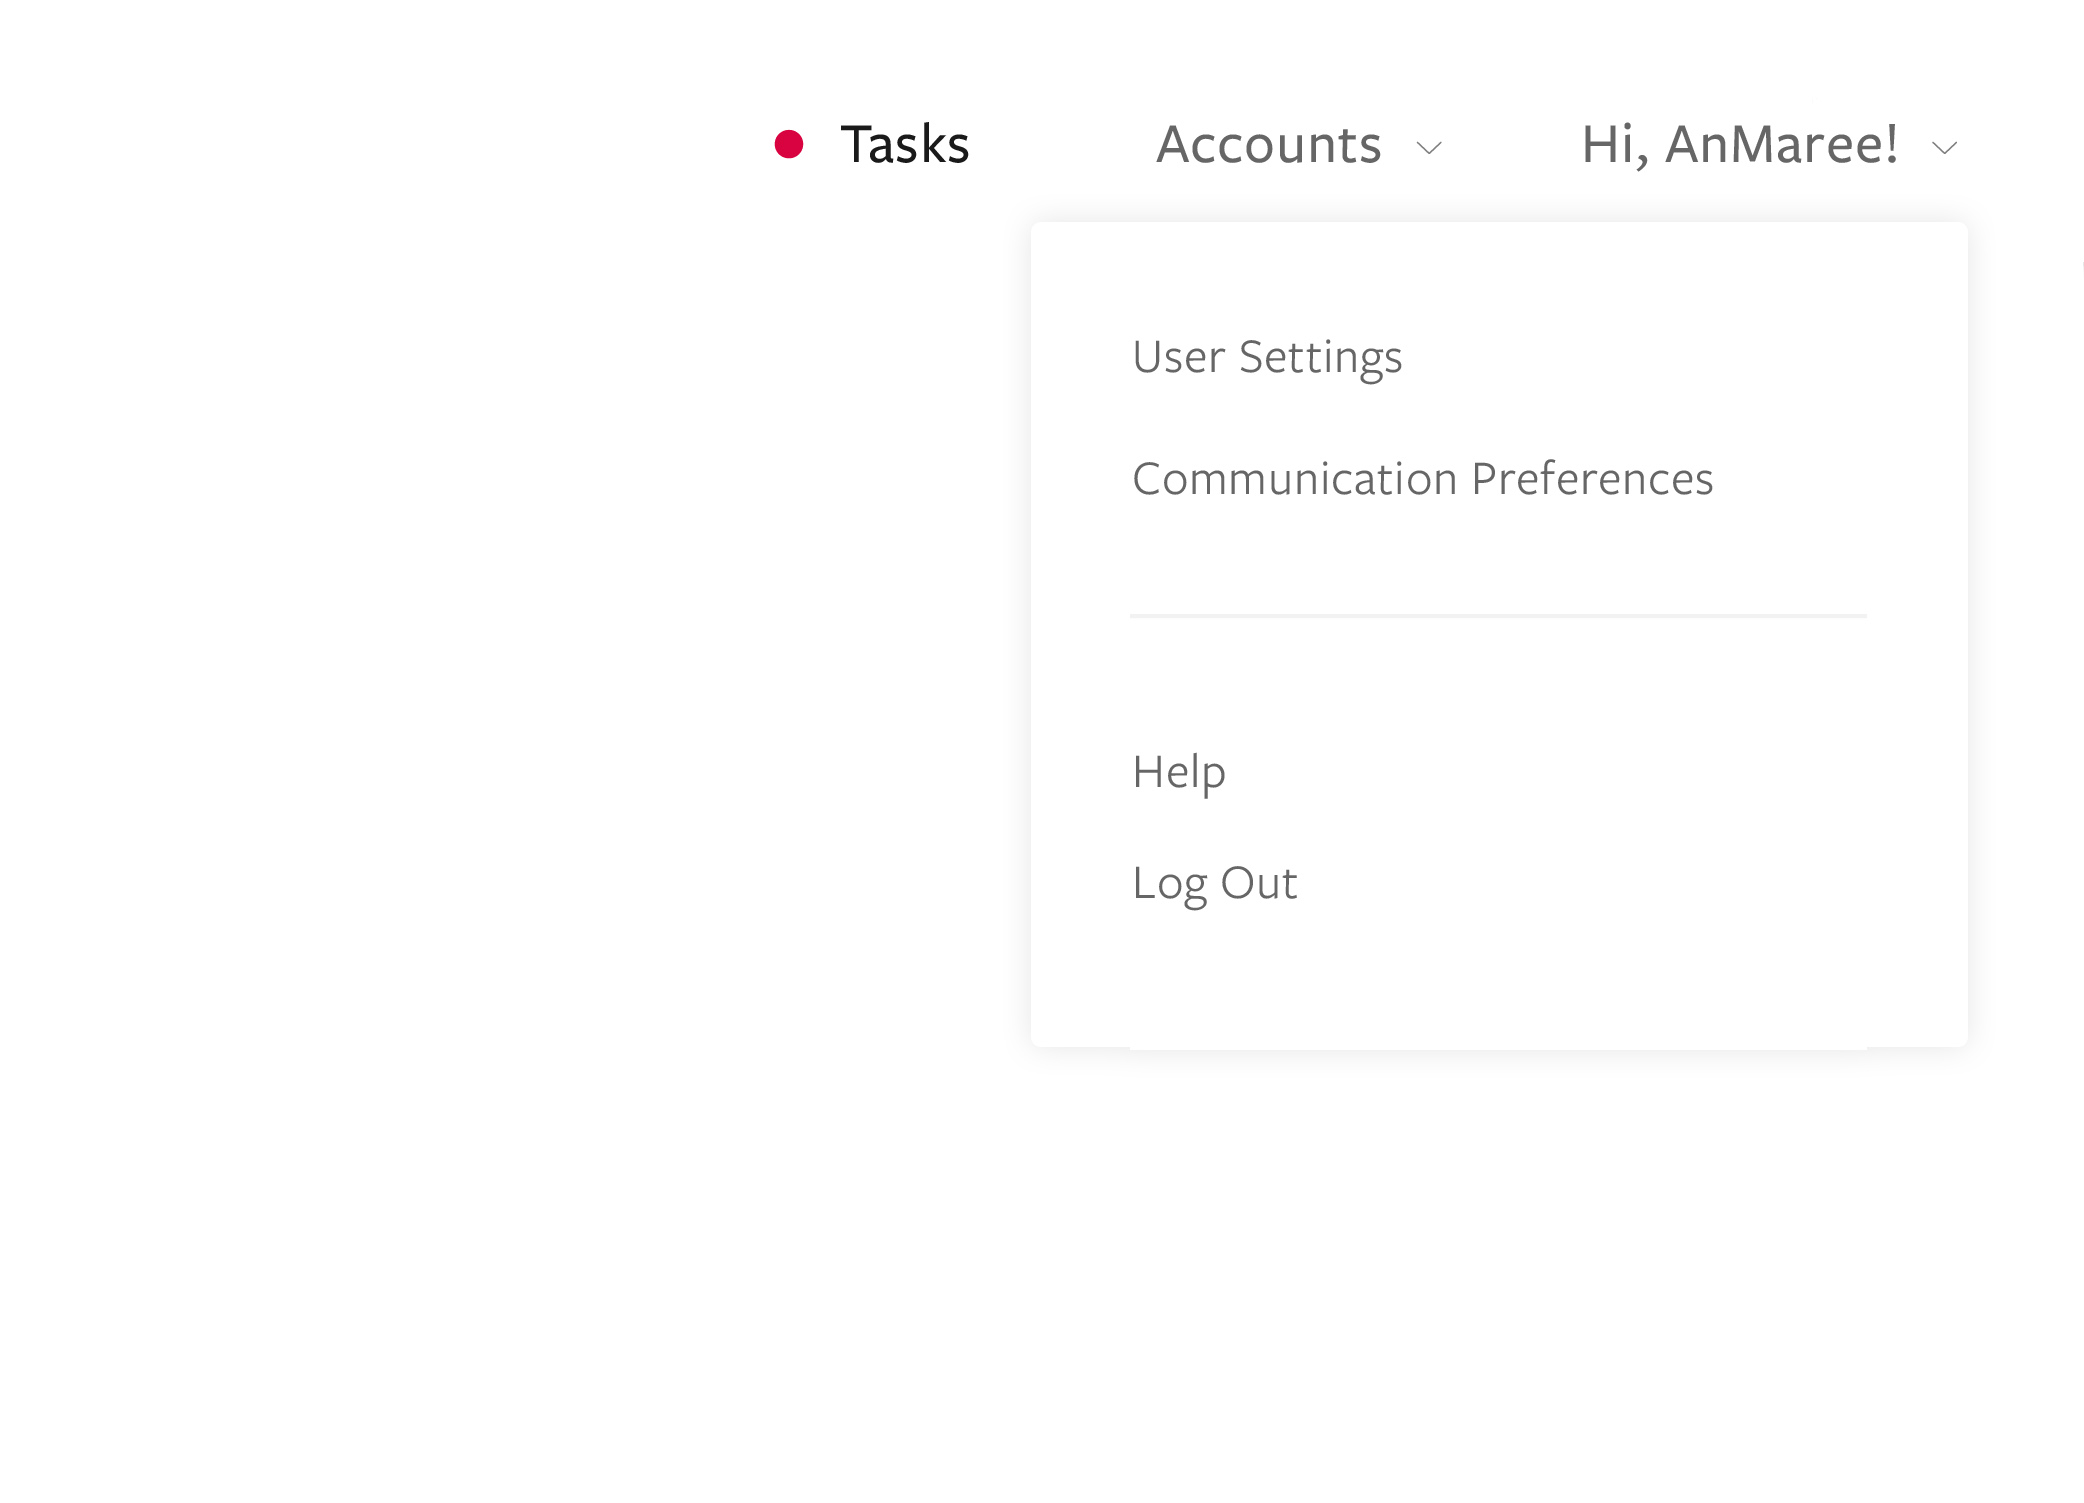 Tasks Accounts Hi, AnMaree!
User Settings
Communication Preferences
Help
Log Out